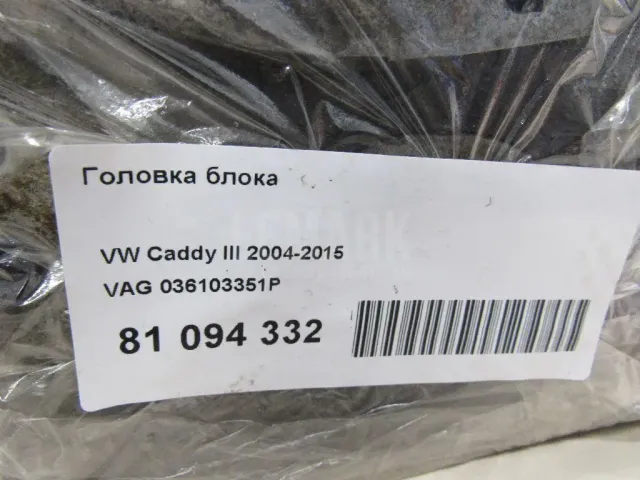 Головка блока
VW Caddy III 2004-2015
VAG 036103351P
81 094 332